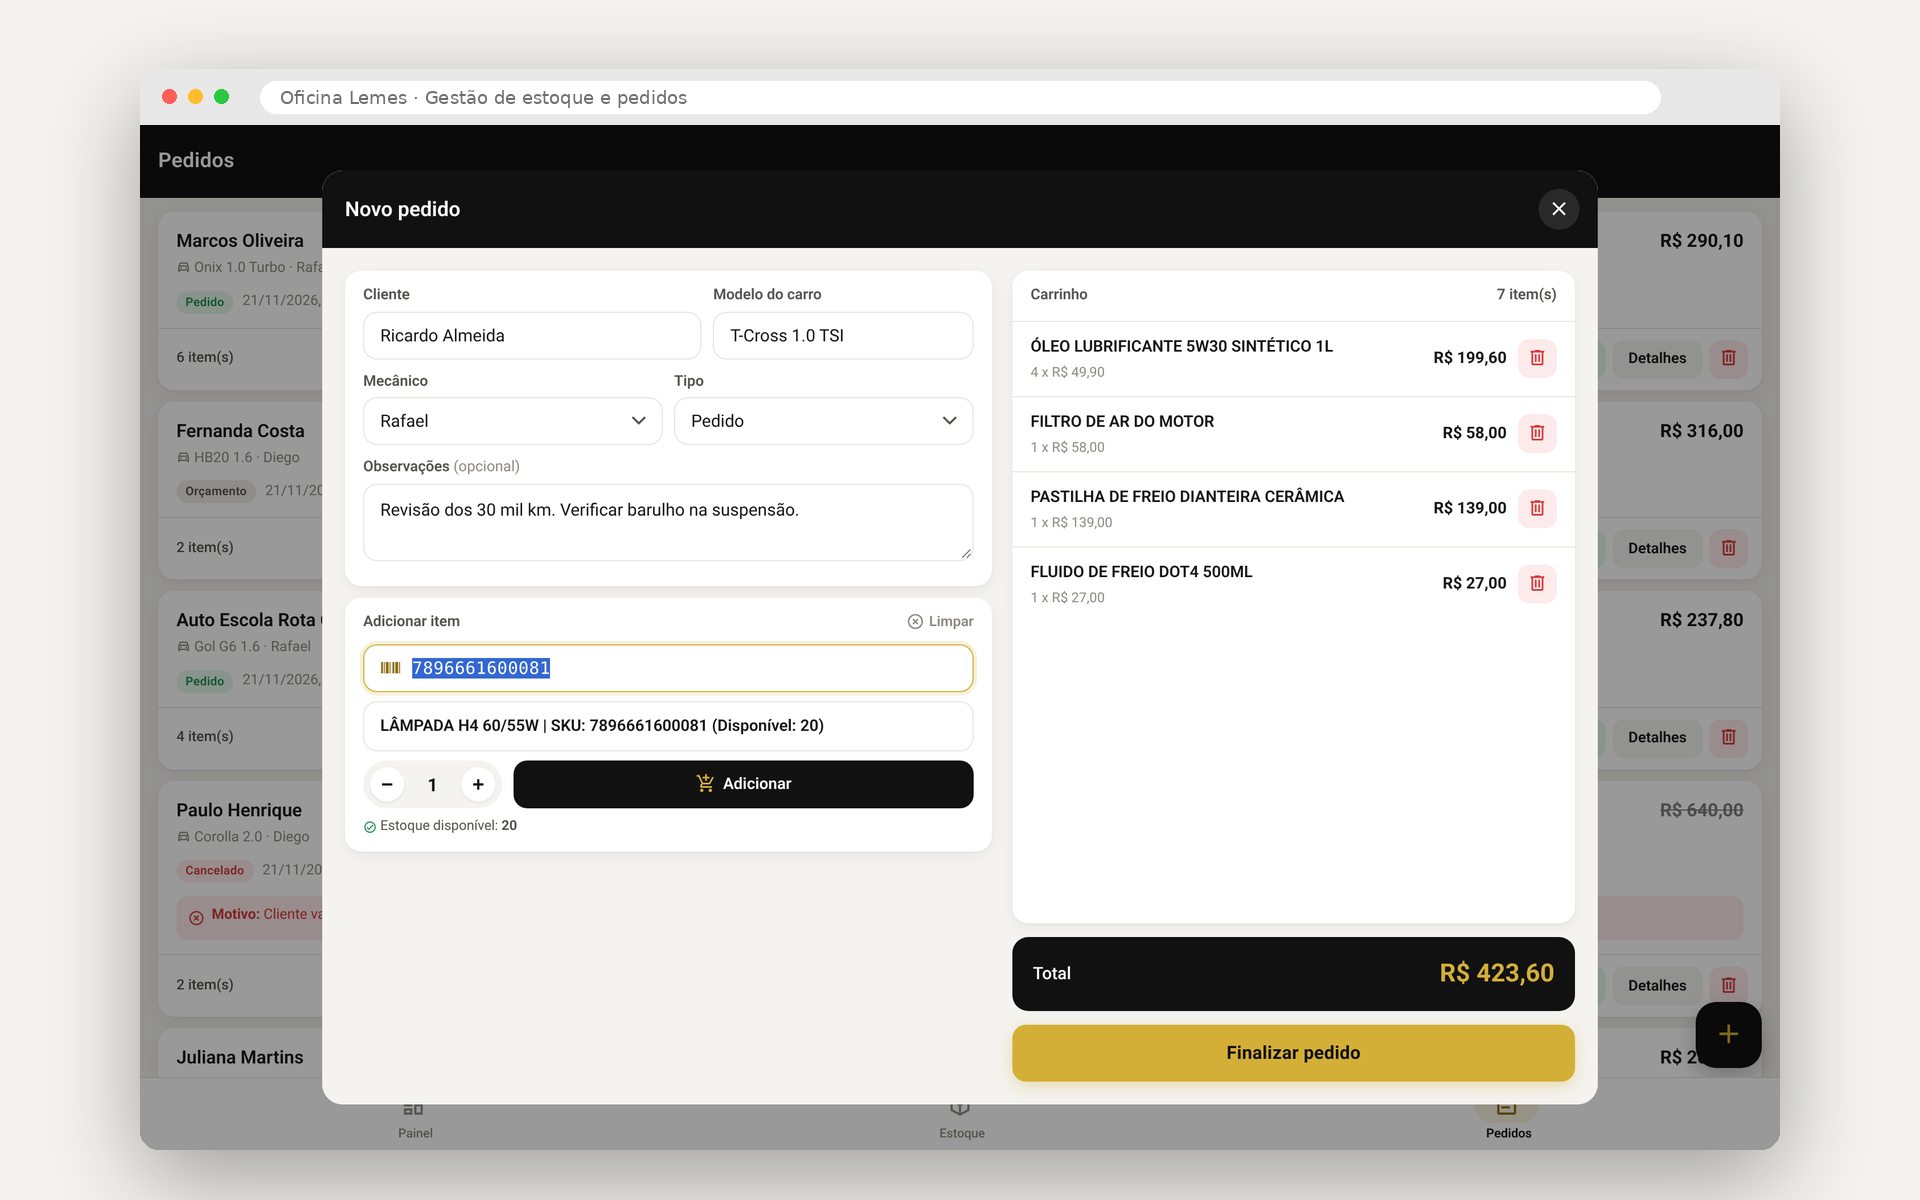 Oficina Lemes · Gestão de estoque e pedidos
Pedidos
Novo pedido
Marcos Oliveira
Onix 1.0 Turbo ·
Pedido
21/11/2026,
6 item(s)
R$ 290,10
Detalhes
Fernanda Costa
HB20 1.6 · Diego
Orçamento
2 item(s)
R$ 316,00
Detalhes
Auto Escola Rota
Gol G6 1.6 · Rafael
Pedido
21/11/2026,
4 item(s)
R$ 237,80
Detalhes
Paulo Henrique
Corolla 2.0 · Diego
Cancelado
Motivo: Cliente
2 item(s)
R$ 640,00
Detalhes
Juliana Martins
R$
Cliente
Ricardo Almeida
Modelo do carro
T-Cross 1.0 TSI
Mecânico
Rafael
Tipo
Pedido
Observações (opcional)
Revisão dos 30 mil km. Verificar barulho na suspensão.
Adicionar item
Limpar
7896661600081
LÂMPADA H4 60/55W | SKU: 7896661600081 (Disponível: 20)
− 1 +
Adicionar
Estoque disponível: 20
Carrinho
7 item(s)
ÓLEO LUBRIFICANTE 5W30 SINTÉTICO 1L
4 x R$ 49,90
R$ 199,60
FILTRO DE AR DO MOTOR
1 x R$ 58,00
R$ 58,00
PASTILHA DE FREIO DIANTEIRA CERÂMICA
1 x R$ 139,00
R$ 139,00
FLUIDO DE FREIO DOT4 500ML
1 x R$ 27,00
R$ 27,00
Total
R$ 423,60
Finalizar pedido
+
Painel
Estoque
Pedidos